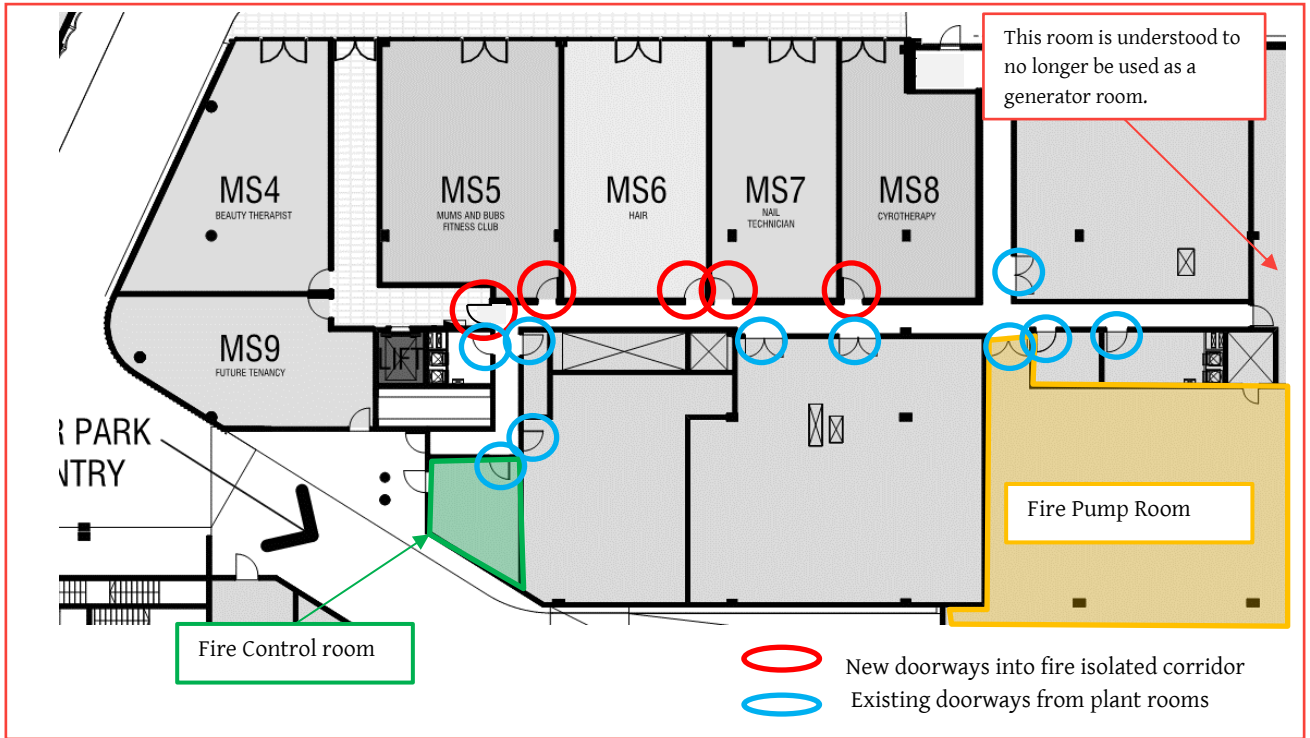 This room is understood to
no longer be used as a
generator room.
MS4
BEAUTY THERAPIST
MS5
MUMS AND BUBS
FITNESS CLUB
MS6
HAIR
MS7
NAIL
TECHNICIAN
MS8
CYROTHERAPY
MS9
FUTURE TENANCY
LIFT
R PARK
NTRY
Fire Pump Room
Fire Control room
New doorways into fire isolated corridor
Existing doorways from plant rooms